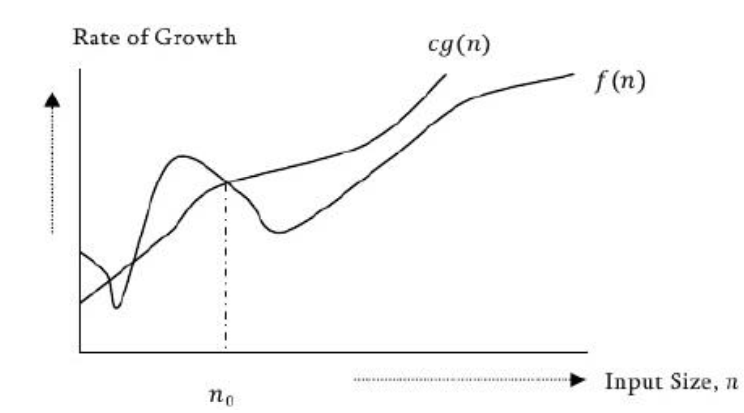 Rate of Growth
cg(n)
f(n)
n₀
Input Size, n